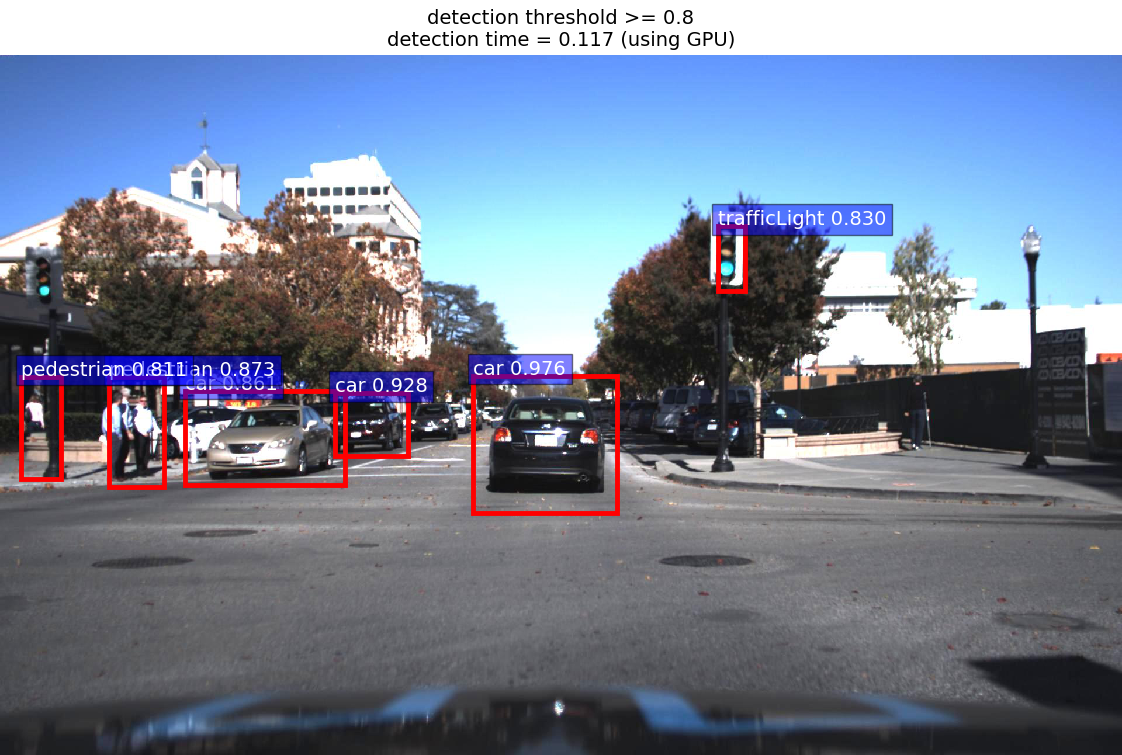 detection threshold >= 0.8
detection time = 0.117 (using GPU)
trafficLight 0.830
pedestrian 0.811
pedestrian 0.873
car 0.861
car 0.928
car 0.976